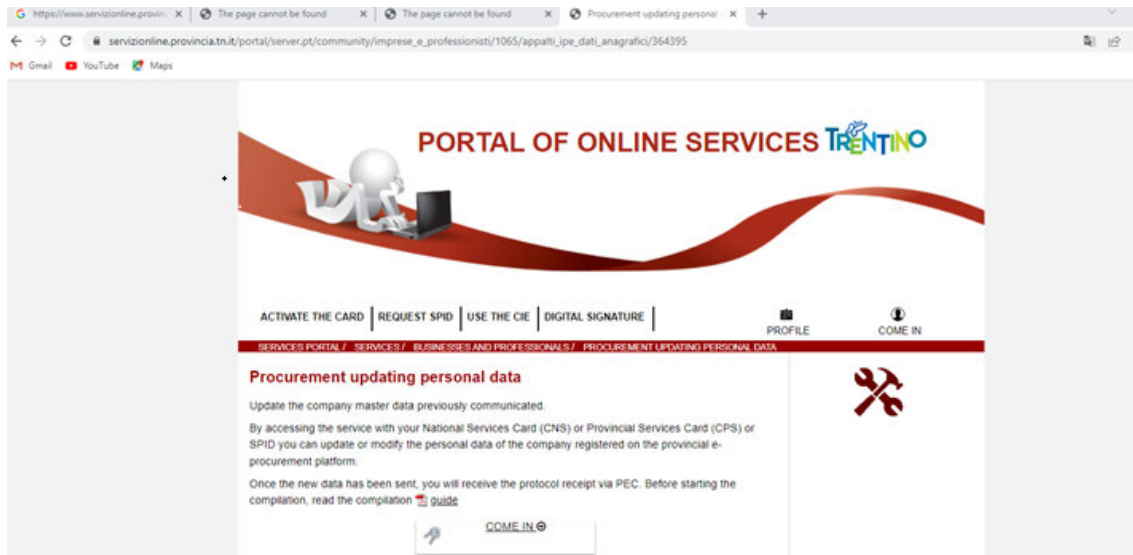 https://www.servizionline.provin
The page cannot be found
The page cannot be found
Procurement updating personal
servizionline.provincia.tn.it/portal/server.pt/community/imprese_e_professionisti/1065/appalti_ipe_dati_anagrafici/364395
Gmail YouTube Maps
PORTAL OF ONLINE SERVICES TRENTINO
ACTIVATE THE CARD REQUEST SPID USE THE CIE DIGITAL SIGNATURE
PROFILE COME IN
SERVICES PORTAL / SERVICES / BUSINESSES AND PROFESSIONALS / PROCUREMENT UPDATING PERSONAL DATA
Procurement updating personal data
Update the company master data previously communicated.
By accessing the service with your National Services Card (CNS) or Provincial Services Card (CPS) or
SPID you can update or modify the personal data of the company registered on the provincial e-
procurement platform.
Once the new data has been sent, you will receive the protocol receipt via PEC. Before starting the
compilation, read the compilation guide
COME IN